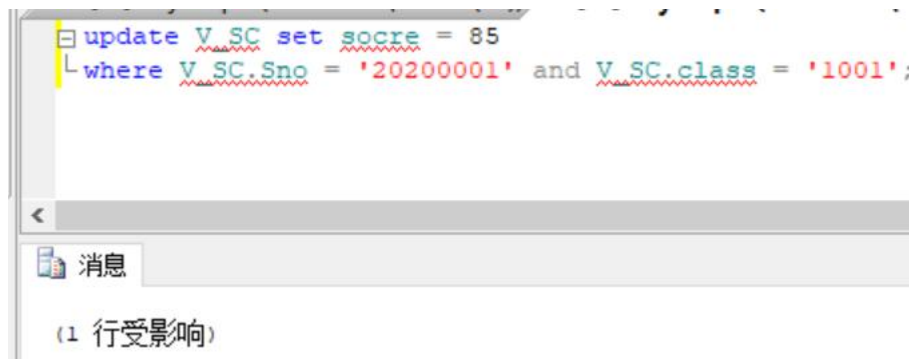 update V_SC set socre = 85
where V_SC.Sno = '20200001' and V_SC.class = '1001';
消息
(1 行受影响)